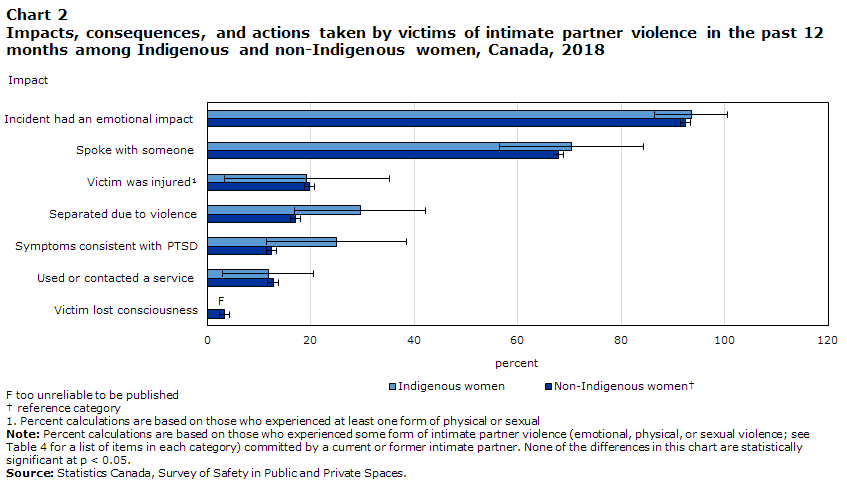 Chart 2
Impacts, consequences, and actions taken by victims of intimate partner violence in the past 12
months among Indigenous and non-Indigenous women, Canada, 2018
Impact
Incident had an emotional impact
Spoke with someone
Victim was injured¹
Separated due to violence
Symptoms consistent with PTSD
Used or contacted a service
Victim lost consciousness
F
0 20 40 60 80 100 120
percent
Indigenous women Non-Indigenous women†
F too unreliable to be published
† reference category
1. Percent calculations are based on those who experienced at least one form of physical or sexual
Note: Percent calculations are based on those who experienced some form of intimate partner violence (emotional, physical, or sexual violence; see
Table 4 for a list of items in each category) committed by a current or former intimate partner. None of the differences in this chart are statistically
significant at p < 0.05.
Source: Statistics Canada, Survey of Safety in Public and Private Spaces.